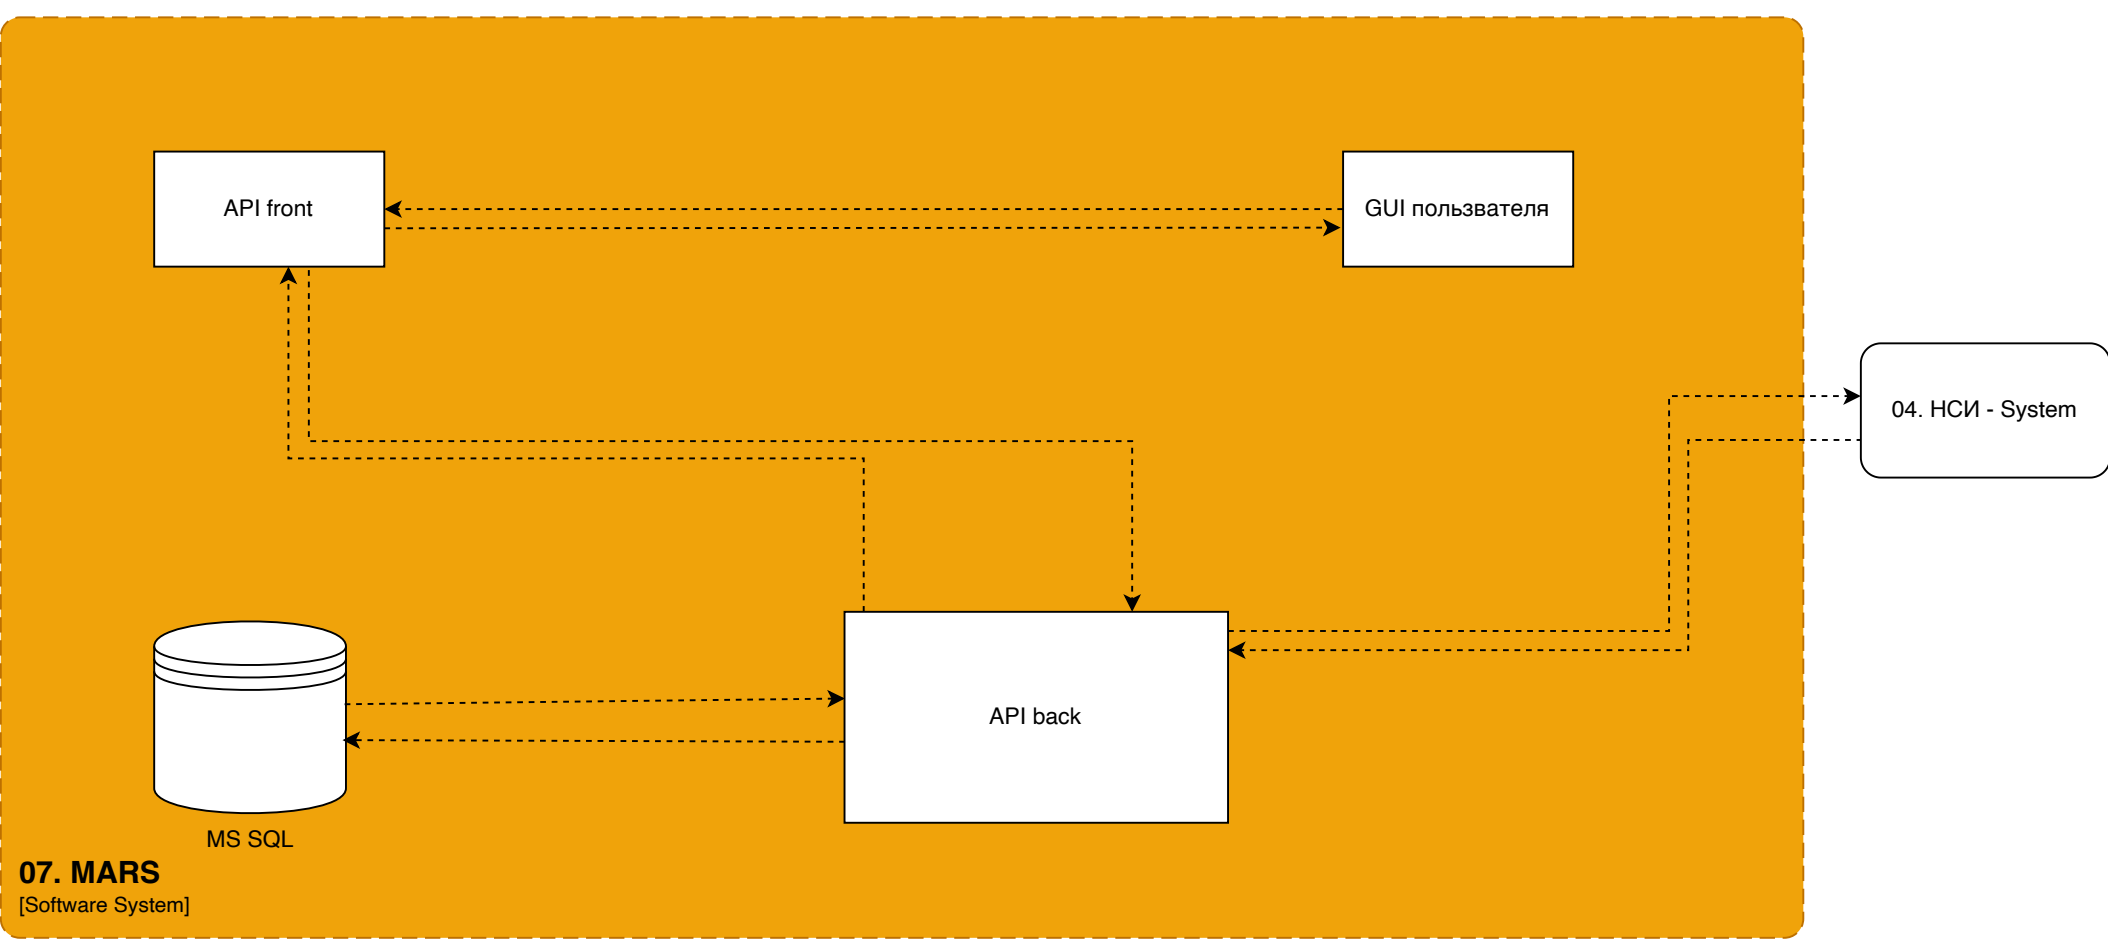 API front
GUI пользвателя
04. НСИ - System
API back
MS SQL
07. MARS
[Software System]